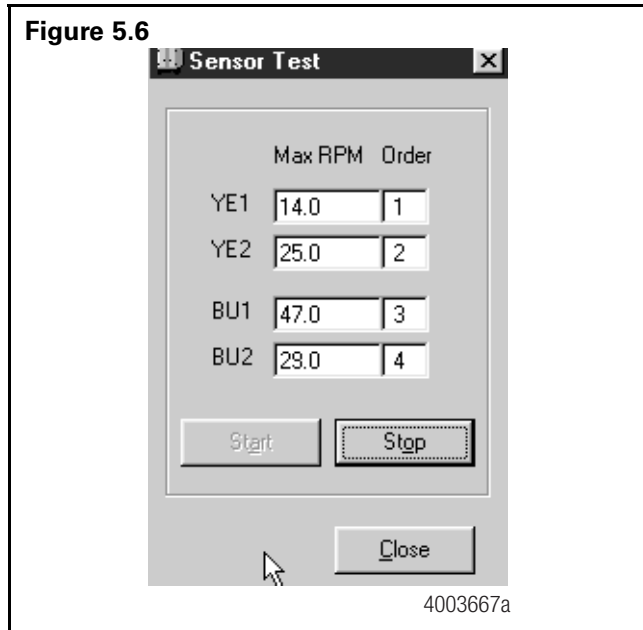 Figure 5.6
Sensor Test
Max RPM Order
YE1 14.0 1
YE2 25.0 2
BU1 47.0 3
BU2 29.0 4
Start Stop
Close
4003667a